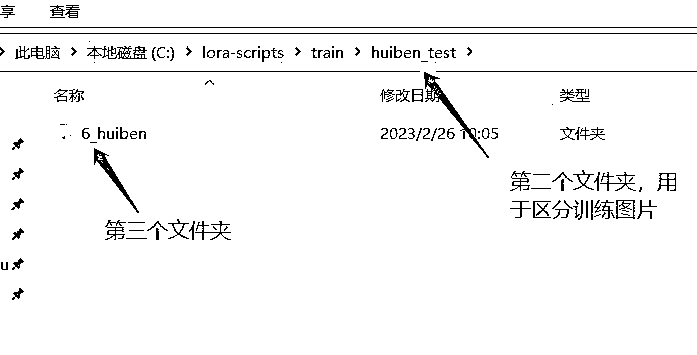 享 查看
此电脑 > 本地磁盘 (C:) > lora-scripts > train > huiben_test >
名称 修改日期 类型
6_huiben 2023/2/26 10:05 文件夹
第二个文件夹，用
于区分训练图片
第三个文件夹
u